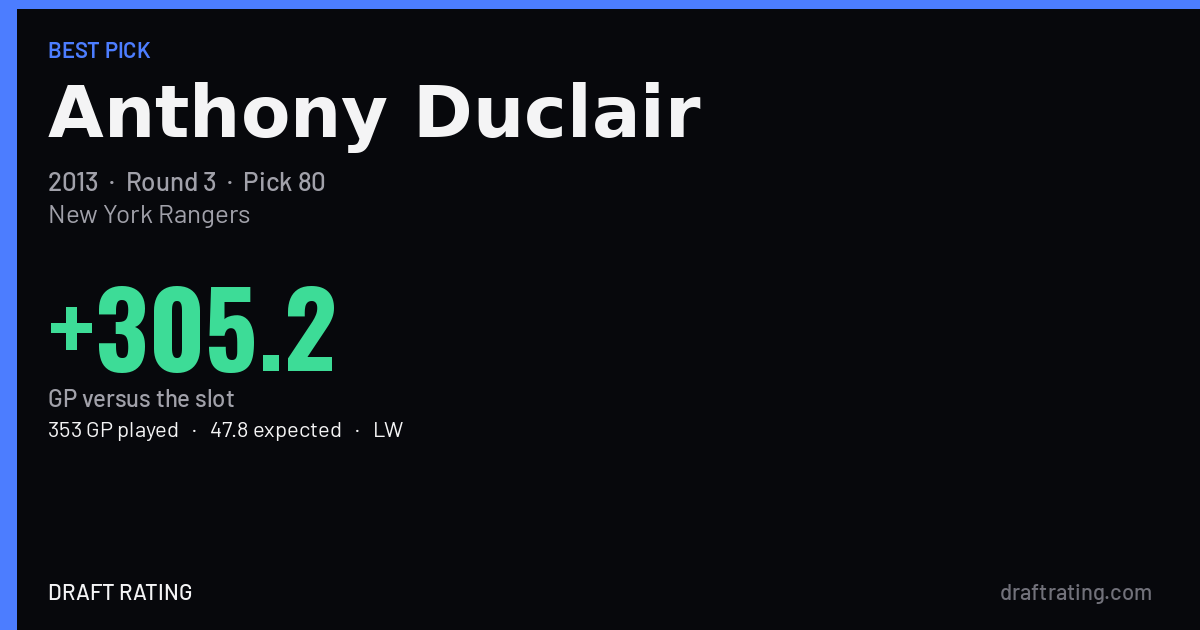 BEST PICK
Anthony Duclair
2013 · Round 3 · Pick 80
New York Rangers
+305.2
GP versus the slot
353 GP played · 47.8 expected · LW
DRAFT RATING
draftrating.com